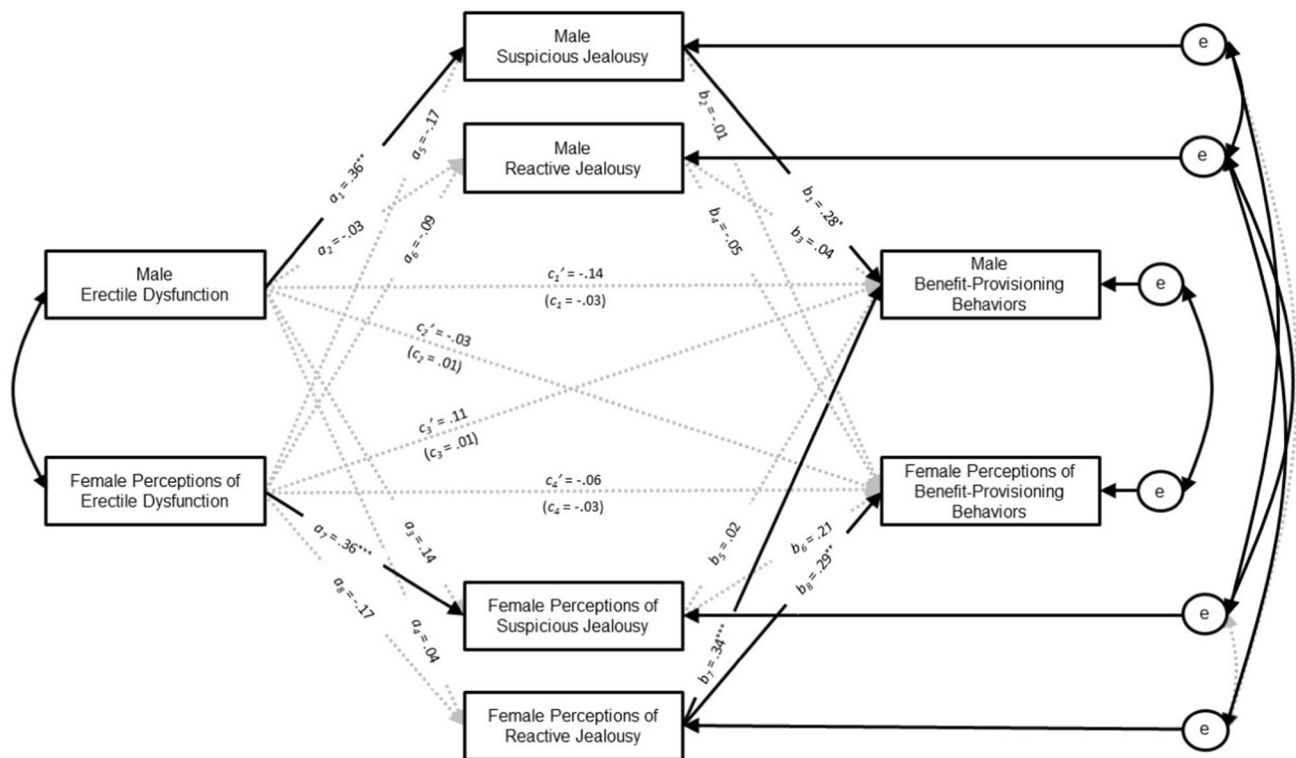 Male
Suspicious Jealousy
e
Male
Reactive Jealousy
e
a₁ = .36**
a₅ = -.17
a₂ = -.03
a₆ = -.09
b₂ = -.01
b₁ = .28*
b₄ = -.05
b₃ = .04
Male
Erectile Dysfunction
c₁' = -.14
(c₁ = -.03)
Male
Benefit-Provisioning
Behaviors
e
c₂' = -.03
(c₂ = .01)
c₃' = .11
(c₃ = .01)
Female Perceptions of
Erectile Dysfunction
c₄' = -.06
(c₄ = -.03)
Female Perceptions of
Benefit-Provisioning
Behaviors
e
a₇ = .36***
a₃ = .14
a₈ = -.17
a₄ = .04
b₅ = .02
b₆ = .21
b₈ = .29**
b₇ = .34***
Female Perceptions of
Suspicious Jealousy
e
Female Perceptions of
Reactive Jealousy
e